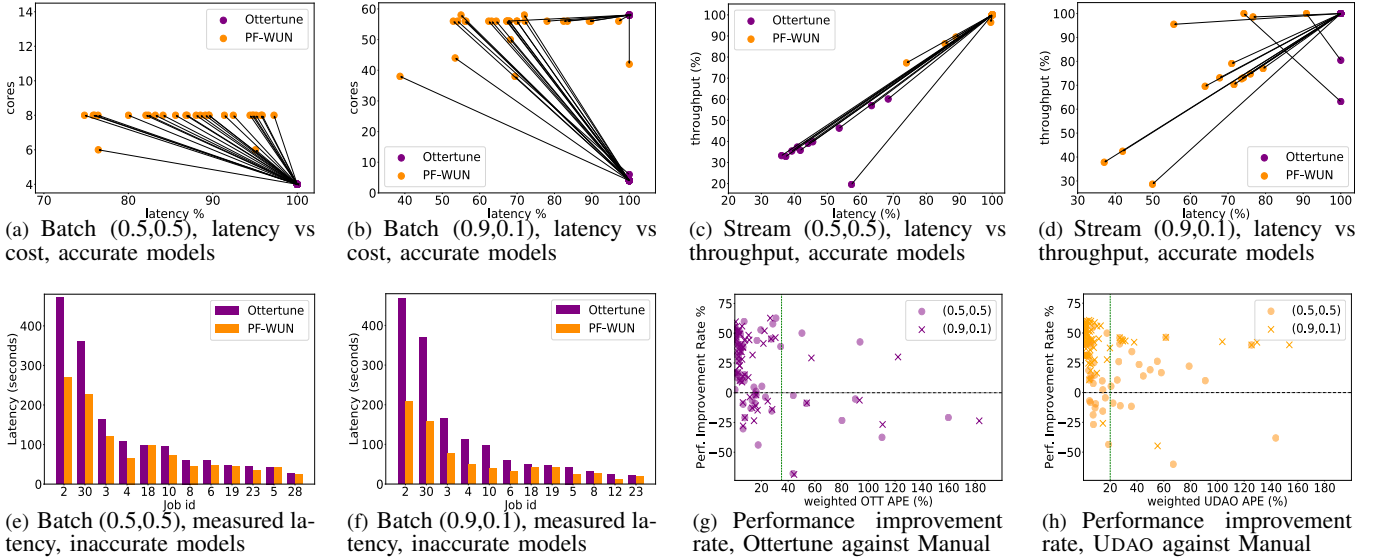 cores
14
12
10
8
6
4
70
80
90
100
latency %
Ottertune
PF-WUN
(a) Batch (0.5,0.5), latency vs
cost, accurate models
cores
60
50
40
30
20
10
0
40
50
60
70
80
90
100
latency %
Ottertune
PF-WUN
(b) Batch (0.9,0.1), latency vs
cost, accurate models
throughput (%)
100
90
80
70
60
50
40
30
20
40
60
80
100
latency (%)
Ottertune
PF-WUN
(c) Stream (0.5,0.5), latency vs
throughput, accurate models
throughput (%)
100
90
80
70
60
50
40
30
30
40
50
60
70
80
90
100
latency (%)
Ottertune
PF-WUN
(d) Stream (0.9,0.1), latency vs
throughput, accurate models
Latency (seconds)
400
300
200
100
0
2 30 3 4 18 10 8 6 19 23 5 28
Job id
Ottertune
PF-WUN
(e) Batch (0.5,0.5), measured la-
tency, inaccurate models
Latency (seconds)
400
300
200
100
0
2 30 3 4 10 6 18 19 5 8 12 23
Job id
Ottertune
PF-WUN
(f) Batch (0.9,0.1), measured la-
tency, inaccurate models
Perf. Improvement Rate %
75
50
25
0
−25
−50
20 40 60 80 100 120 140 160 180
weighted OTT APE (%)
(0.5,0.5)
(0.9,0.1)
(g) Performance improvement
rate, Ottertune against Manual
Perf. Improvement Rate %
75
50
25
0
−25
−50
20 40 60 80 100 120 140 160 180
weighted UDAO APE (%)
(0.5,0.5)
(0.9,0.1)
(h) Performance improvement
rate, UDAO against Manual